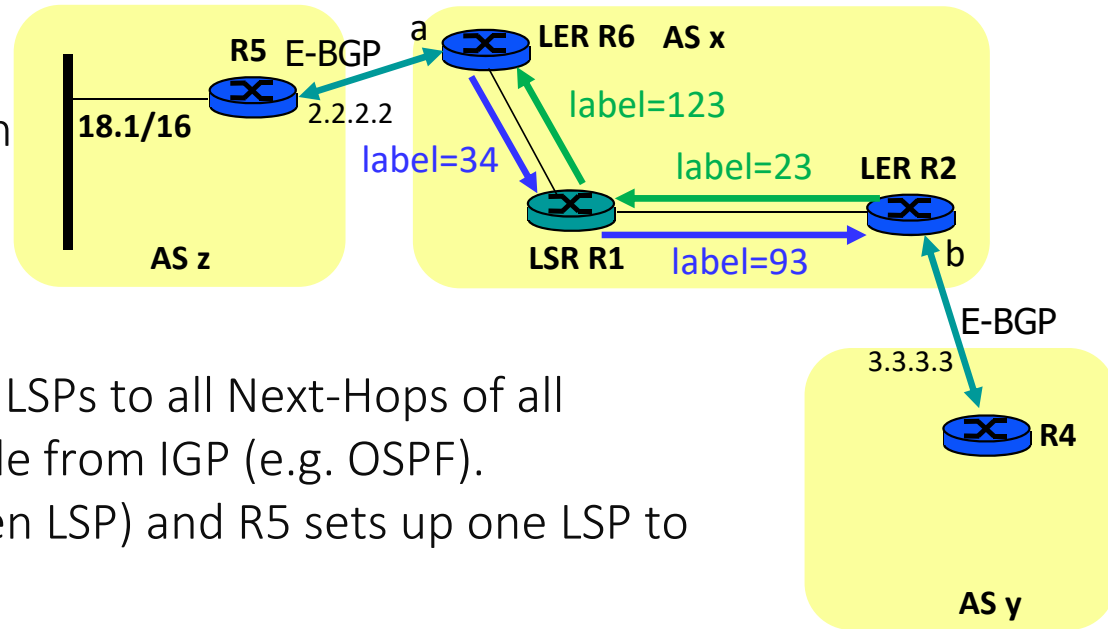 a
LER R6 AS x
R5 E-BGP
label=123
2.2.2.2
18.1/16
label=34
label=23
LER R2
AS z
LSR R1
label=93
b
E-BGP
3.3.3.3
LSPs to all Next-Hops of all
R4
from IGP (e.g. OSPF).
LSP) and R5 sets up one LSP to
AS y